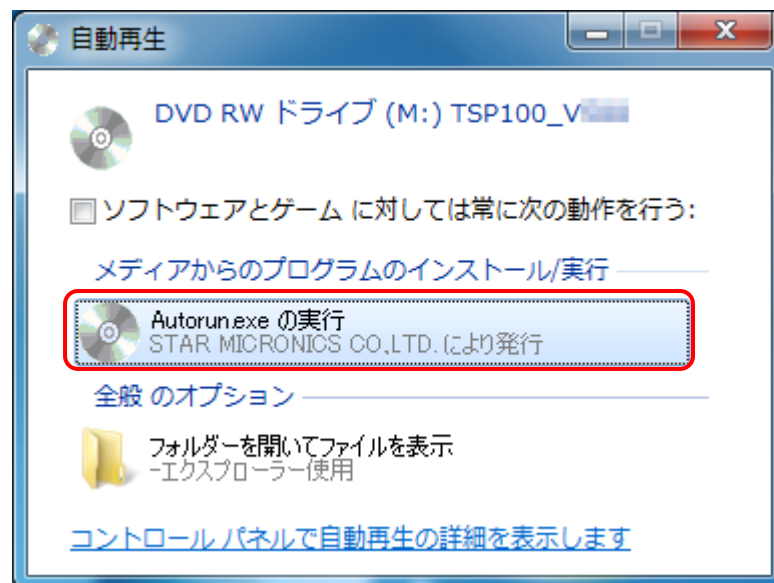 自動再生
DVD RW ドライブ (M:) TSP100_V
ソフトウェアとゲーム に対しては常に次の動作を行う:
メディアからのプログラムのインストール/実行
Autorun.exe の実行
STAR MICRONICS CO.,LTD. により発行
全般 のオプション
フォルダーを開いてファイルを表示
-エクスプローラー使用
コントロール パネルで自動再生の詳細を表示します